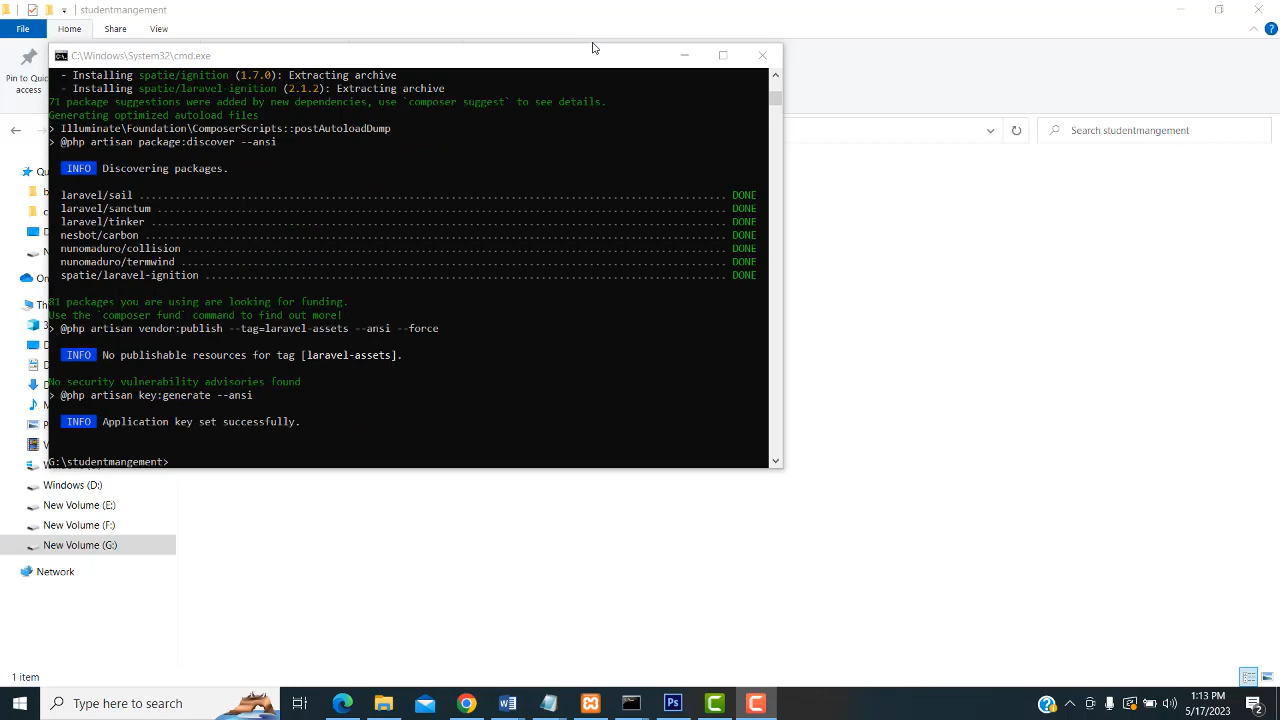 studentmangement
File Home Share View
Pin to Quick
access
C:\Windows\System32\cmd.exe
- Installing spatie/ignition (1.7.0): Extracting archive
- Installing spatie/laravel-ignition (2.1.2): Extracting archive
71 package suggestions were added by new dependencies, use `composer suggest` to see details.
Generating optimized autoload files
> Illuminate\Foundation\ComposerScripts::postAutoloadDump
> @php artisan package:discover --ansi
INFO Discovering packages.
laravel/sail DONE
laravel/sanctum DONE
laravel/tinker DONE
nesbot/carbon DONE
nunomaduro/collision DONE
nunomaduro/termwind DONE
spatie/laravel-ignition DONE
81 packages you are using are looking for funding.
Use the `composer fund` command to find out more!
> @php artisan vendor:publish --tag=laravel-assets --ansi --force
INFO No publishable resources for tag [laravel-assets].
No security vulnerability advisories found
> @php artisan key:generate --ansi
INFO Application key set successfully.
G:\studentmangement>
Search studentmangement
Windows (D:)
New Volume (E:)
New Volume (F:)
New Volume (G:)
Network
1 item
Type here to search
1:13 PM
5/17/2023
2